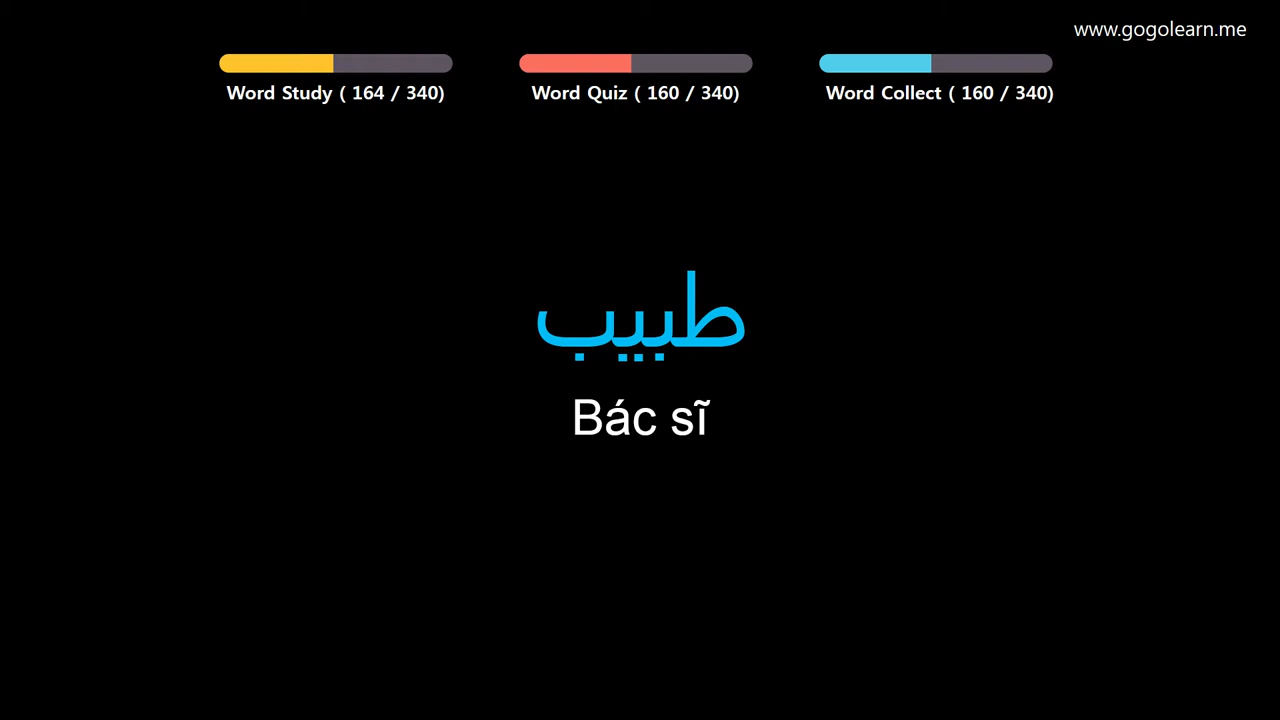 www.gogolearn.me
Word Study ( 164 / 340)
Word Quiz ( 160 / 340)
Word Collect ( 160 / 340)
طبيب
Bác sĩ